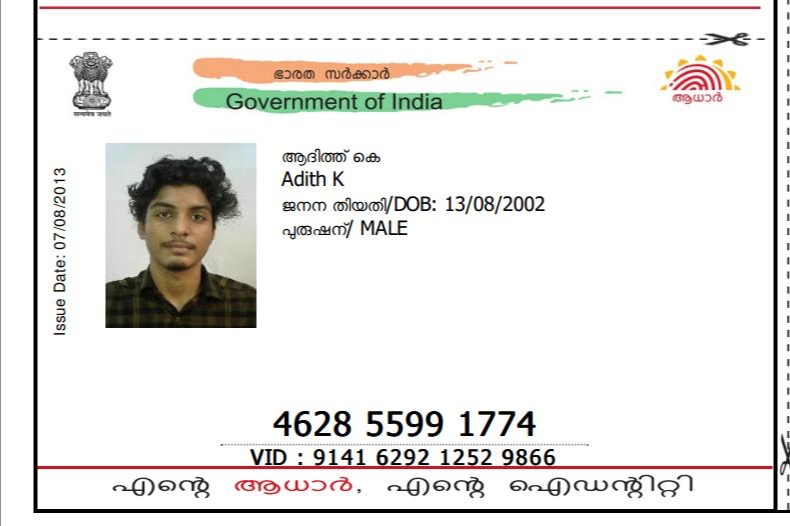 ഭാരത സർക്കാർ
Government of India
सत्यमेव जयते
ആധാർ
Issue Date: 07/08/2013
ആദിത്ത് കെ
Adith K
ജനന തിയതി/DOB: 13/08/2002
പുരുഷന്/ MALE
4628 5599 1774
VID : 9141 6292 1252 9866
എന്റെ ആധാർ, എന്റെ ഐഡന്റിറ്റി